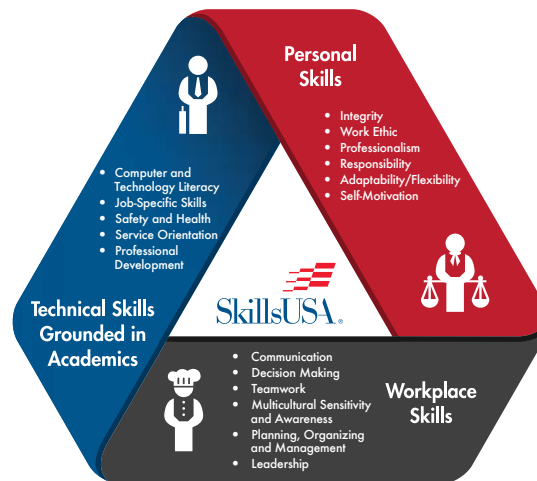 Personal
Skills
• Integrity
• Work Ethic
• Professionalism
• Responsibility
• Adaptability/Flexibility
• Self-Motivation
• Computer and
Technology Literacy
• Job-Specific Skills
• Safety and Health
• Service Orientation
• Professional
Development
Technical Skills
Grounded in
Academics
SkillsUSA®
• Communication
• Decision Making
• Teamwork
• Multicultural Sensitivity
and Awareness
• Planning, Organizing
and Management
• Leadership
Workplace
Skills